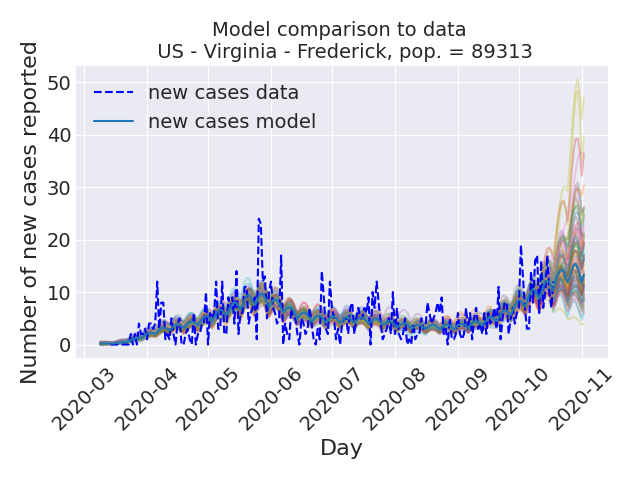 Model comparison to data
US - Virginia - Frederick, pop. = 89313
Number of new cases reported
50
40
30
20
10
0
new cases data
new cases model
2020-03
2020-04
2020-05
2020-06
2020-07
2020-08
2020-09
2020-10
2020-11
Day